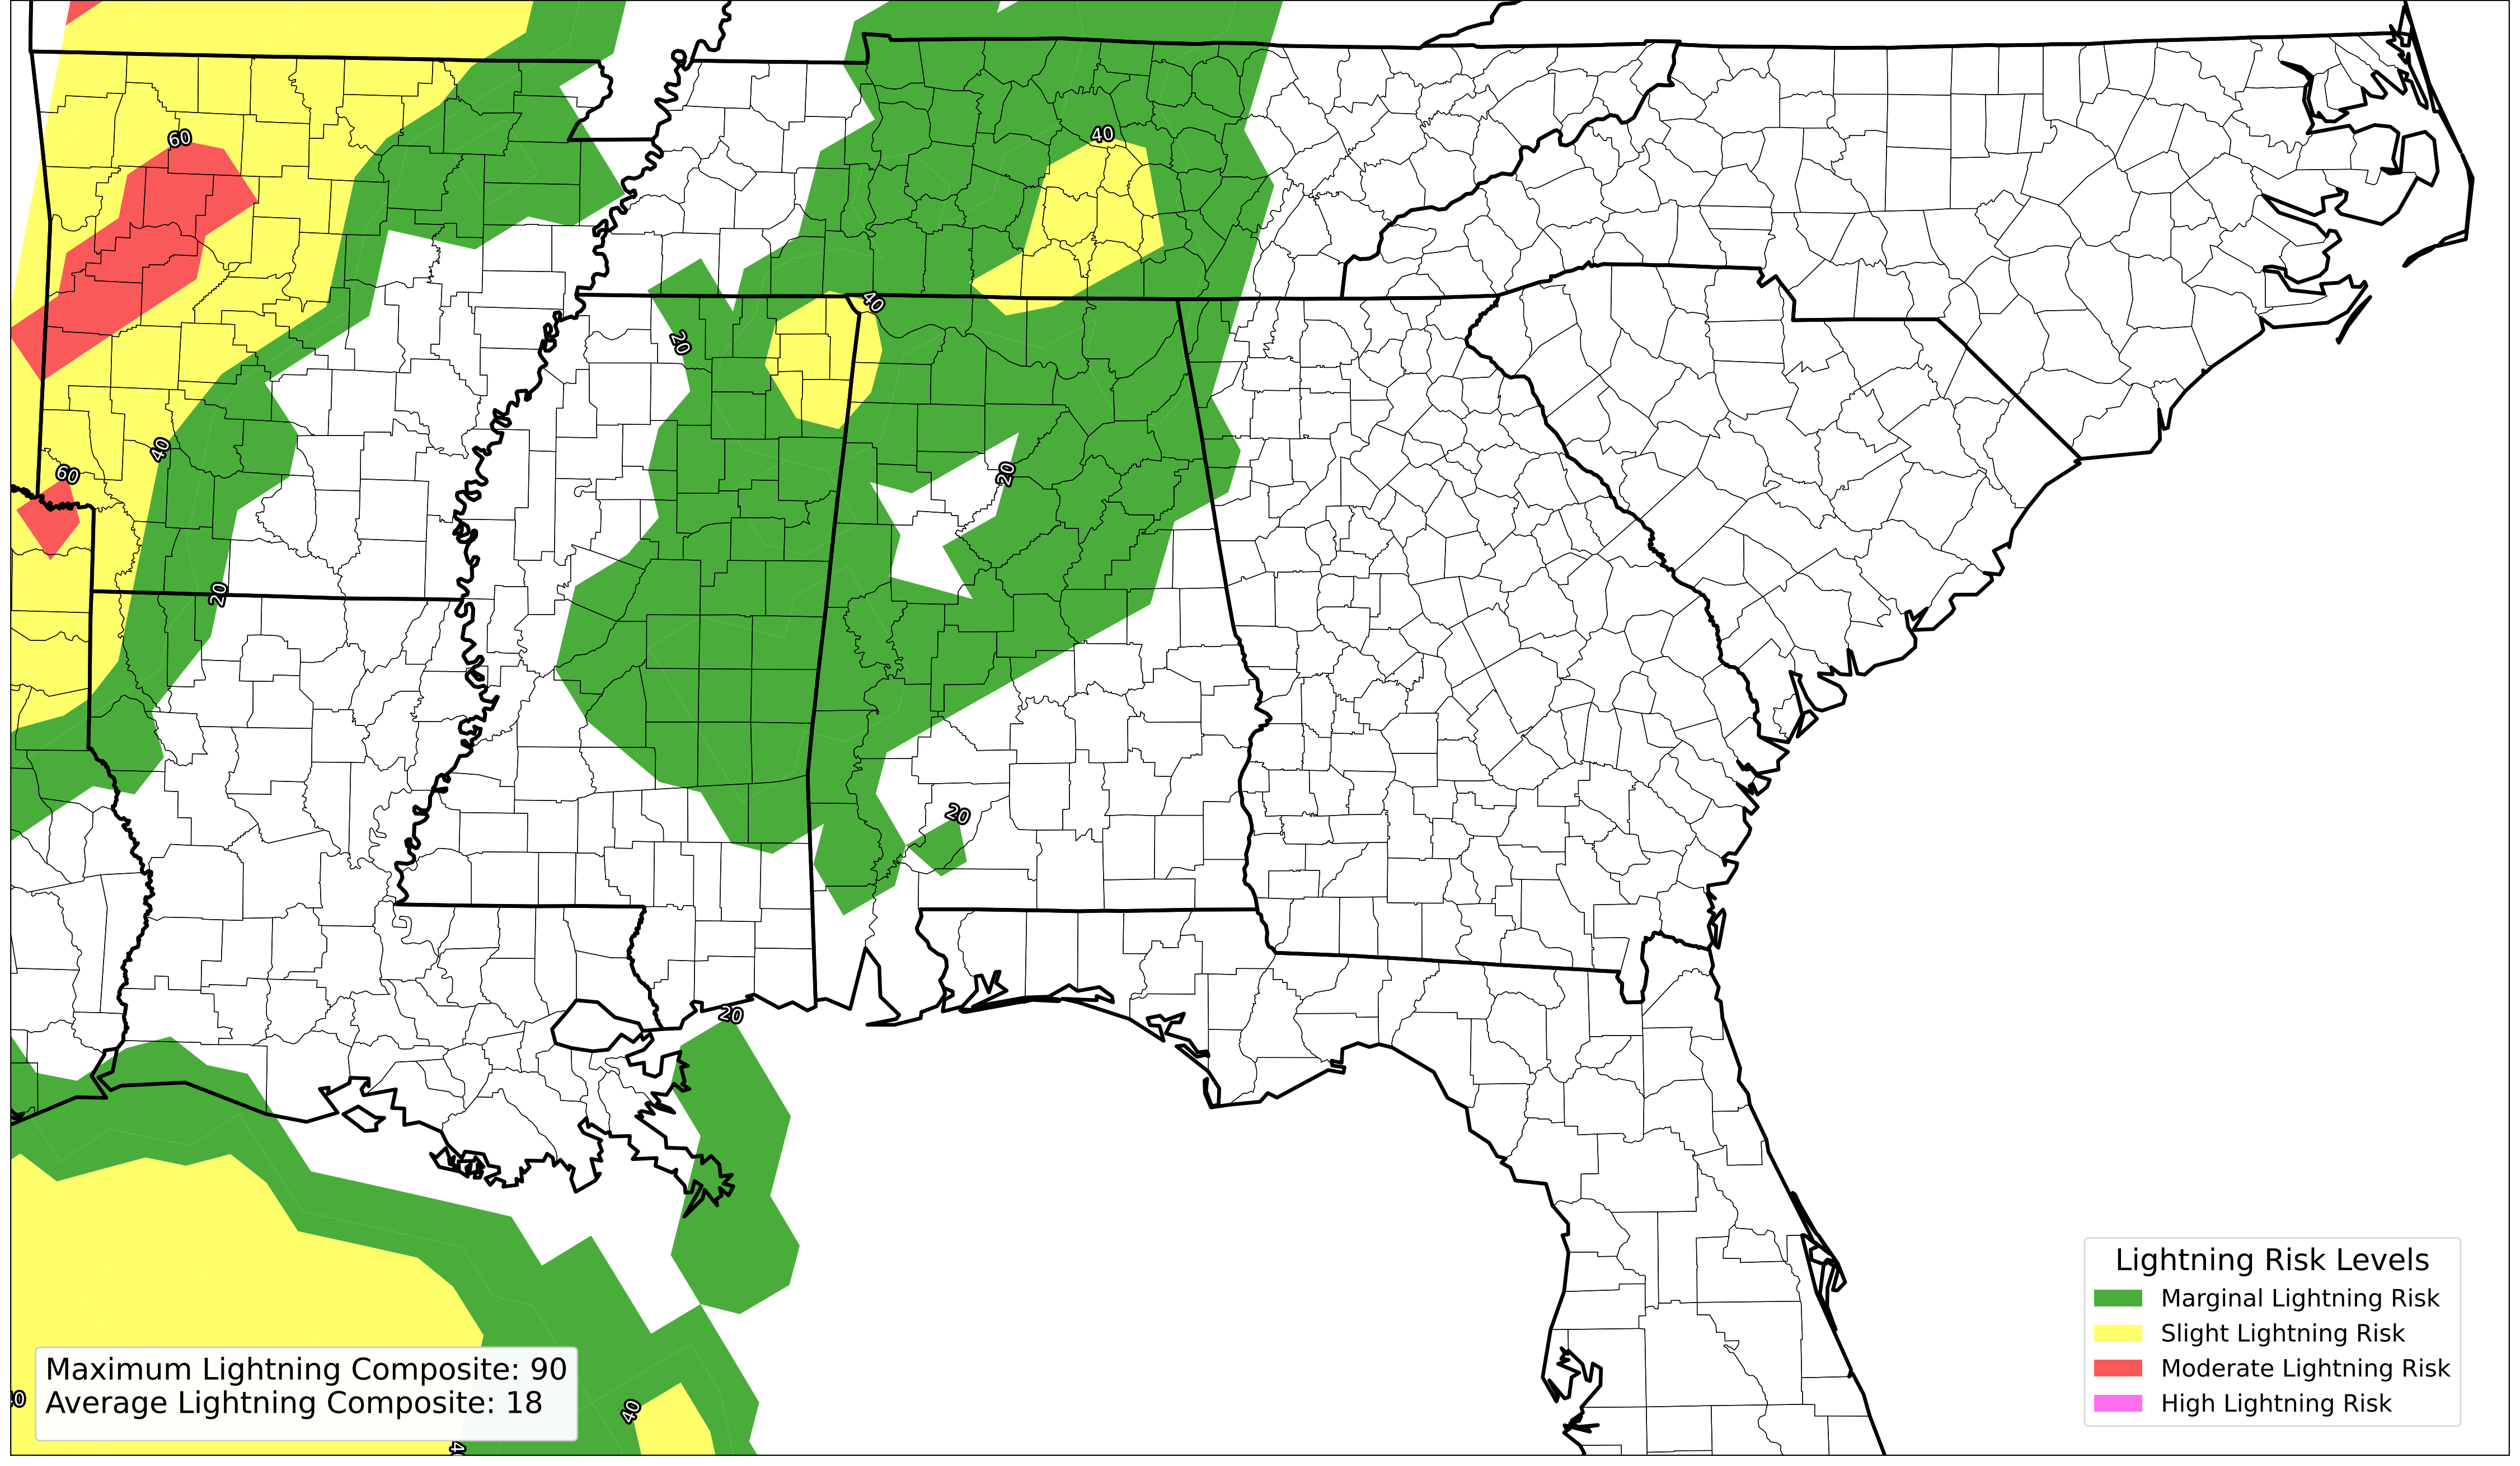 60
40
40
20
20
40
60
20
20
20
Lightning Risk Levels
Marginal Lightning Risk
Slight Lightning Risk
Moderate Lightning Risk
High Lightning Risk
Maximum Lightning Composite: 90
Average Lightning Composite: 18
40